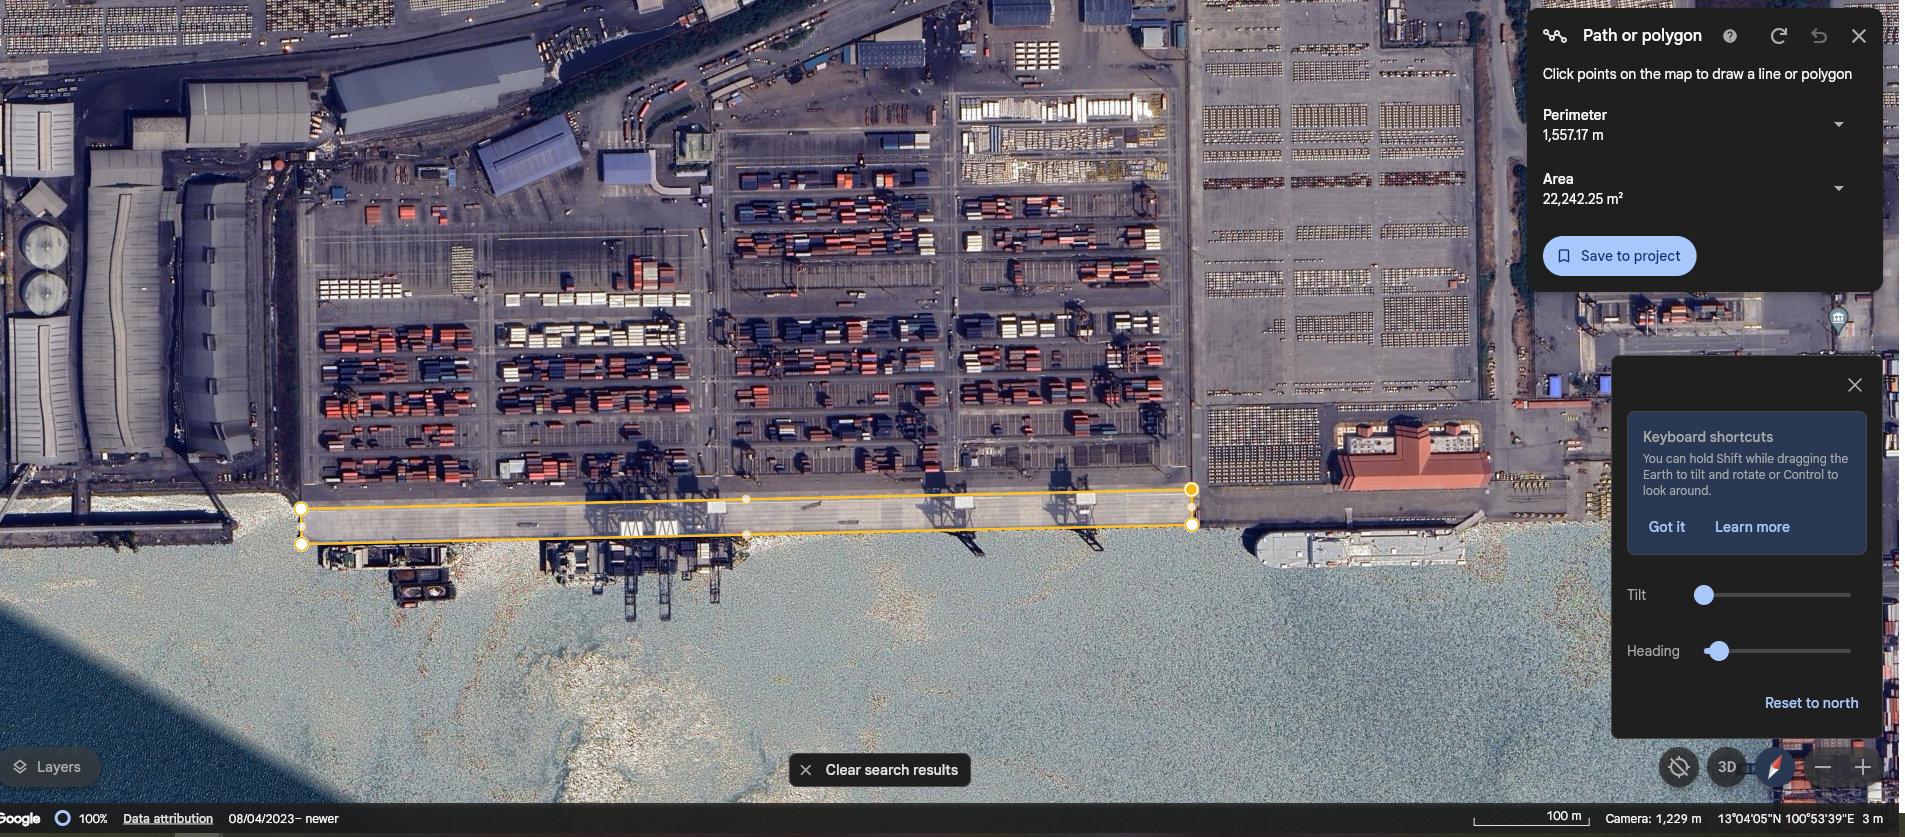 Path or polygon
Click points on the map to draw a line or polygon
Perimeter
1,557.17 m
Area
22,242.25 m²
Save to project
Keyboard shortcuts
You can hold Shift while dragging the
Earth to tilt and rotate or Control to
look around.
Got it Learn more
Tilt
Heading
Reset to north
Layers
Clear search results
3D
Google 100% Data attribution 08/04/2023– newer 100 m Camera: 1,229 m 13°04'05"N 100°53'39"E 3 m